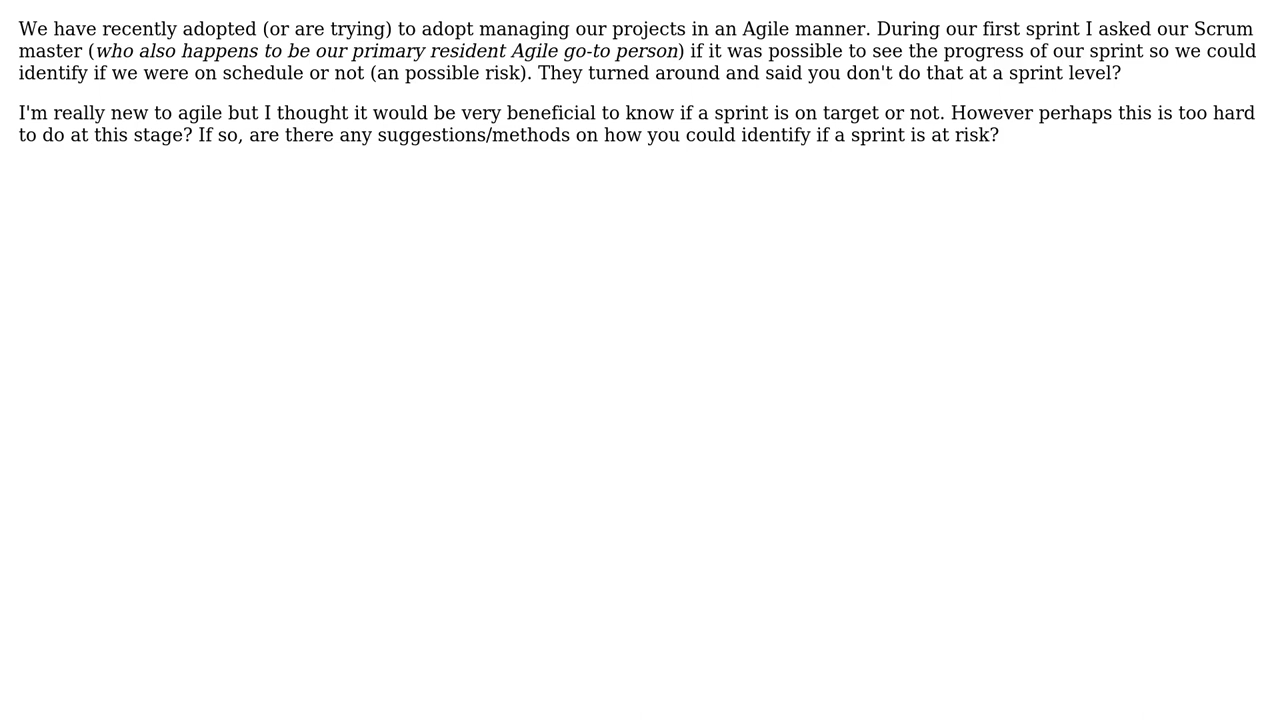 We have recently adopted (or are trying) to adopt managing our projects in an Agile manner. During our first sprint I asked our Scrum
master (who also happens to be our primary resident Agile go-to person) if it was possible to see the progress of our sprint so we could
identify if we were on schedule or not (an possible risk). They turned around and said you don't do that at a sprint level?
I'm really new to agile but I thought it would be very beneficial to know if a sprint is on target or not. However perhaps this is too hard
to do at this stage? If so, are there any suggestions/methods on how you could identify if a sprint is at risk?